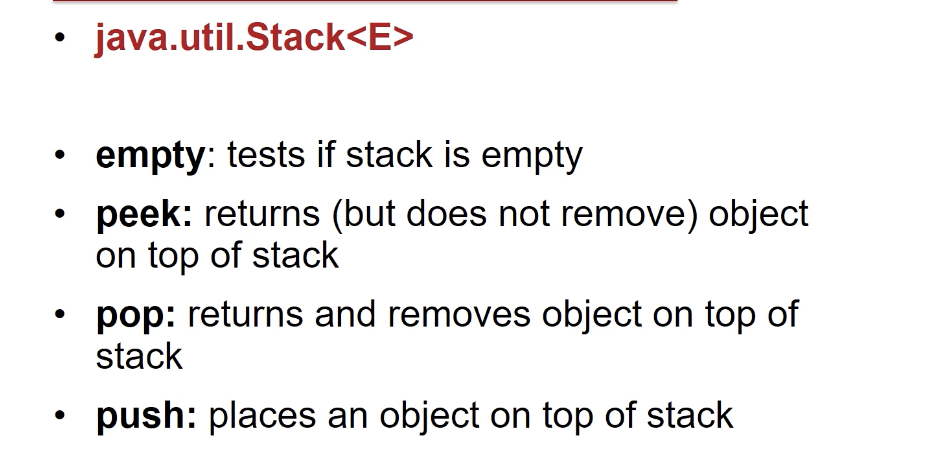 • java.util.Stack<E>
• empty: tests if stack is empty
• peek: returns (but does not remove) object
on top of stack
• pop: returns and removes object on top of
stack
• push: places an object on top of stack